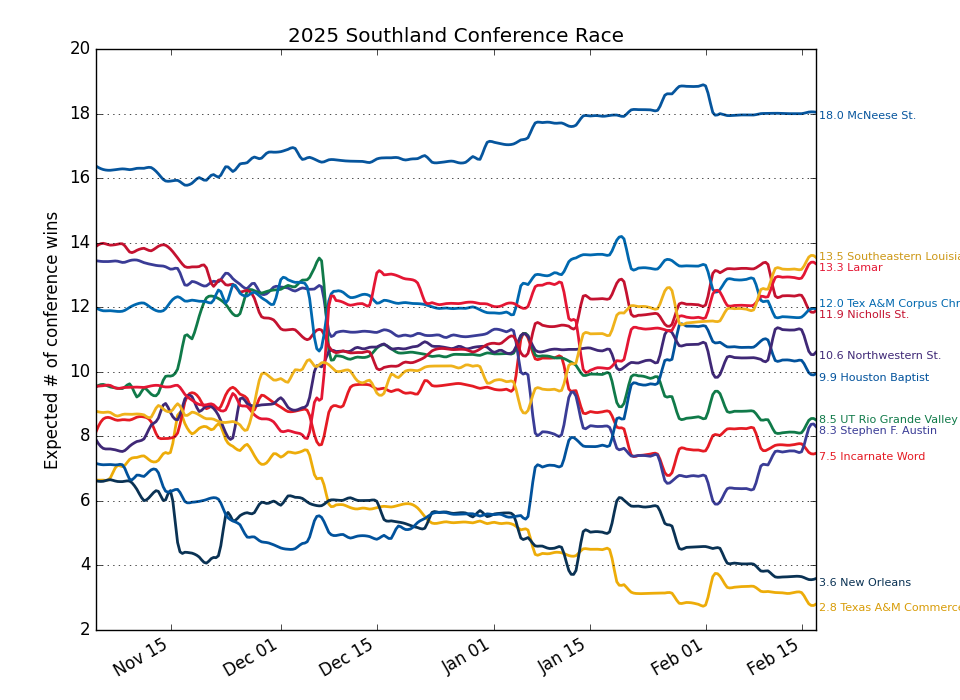 2025 Southland Conference Race
Expected # of conference wins
20
18
16
14
12
10
8
6
4
2
Nov 15
Dec 01
Dec 15
Jan 01
Jan 15
Feb 01
Feb 15
18.0 McNeese St.
13.5 Southeastern Louisia
13.3 Lamar
12.0 Tex A&M Corpus Chr
11.9 Nicholls St.
10.6 Northwestern St.
9.9 Houston Baptist
8.5 UT Rio Grande Valley
8.3 Stephen F. Austin
7.5 Incarnate Word
3.6 New Orleans
2.8 Texas A&M Commerce